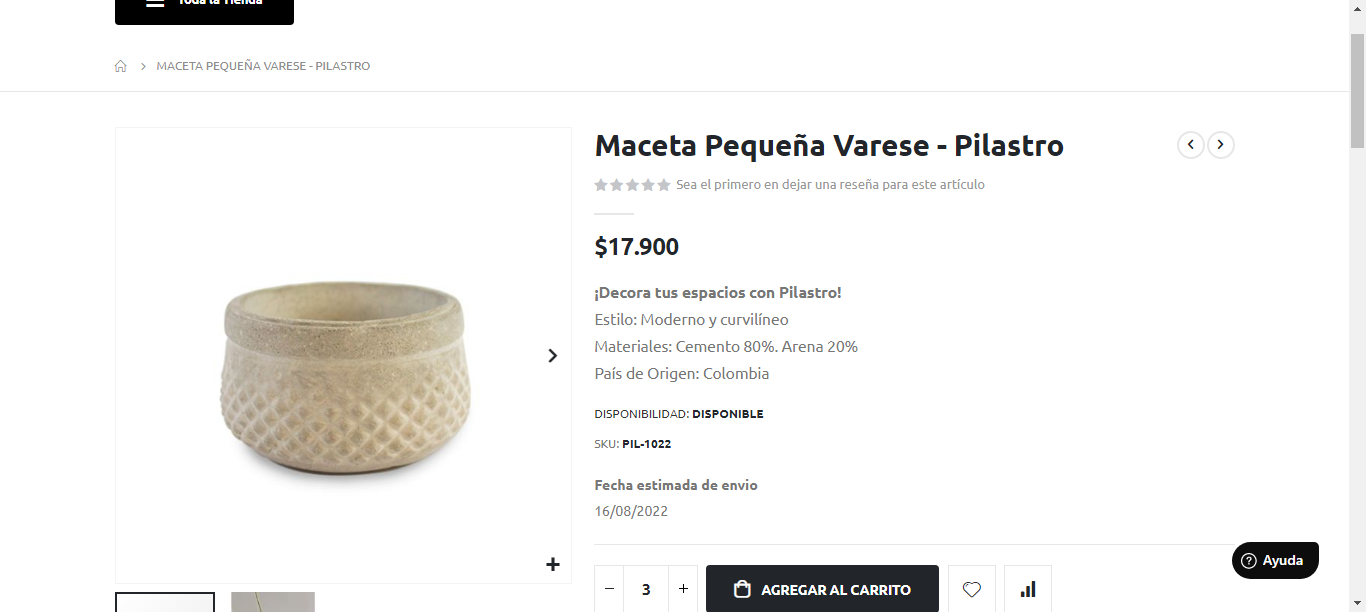 Toda la Tienda
MACETA PEQUEÑA VARESE - PILASTRO
Maceta Pequeña Varese - Pilastro
Sea el primero en dejar una reseña para este artículo
$17.900
¡Decora tus espacios con Pilastro!
Estilo: Moderno y curvilíneo
Materiales: Cemento 80%. Arena 20%
País de Origen: Colombia
DISPONIBILIDAD: DISPONIBLE
SKU: PIL-1022
Fecha estimada de envio
16/08/2022
Ayuda
- 3 + AGREGAR AL CARRITO